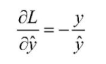 ∂L/∂ŷ = − y/ŷ